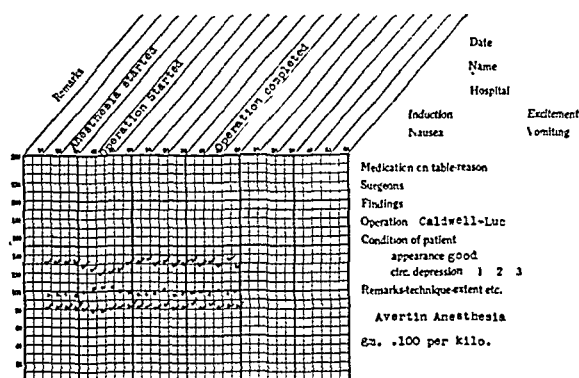 Remarks
Anesthesia started
Operation Started
Operation completed
Date
Name
Hospital
Induction Excitement
Nausea Vomiting
Medication on table-reason
Surgeons
Findings
Operation Caldwell-Luc
Condition of patient
appearance good
circ. depression 1 2 3
Remarks-technique-extent etc.
Avertin Anesthesia
gm. .100 per kilo.